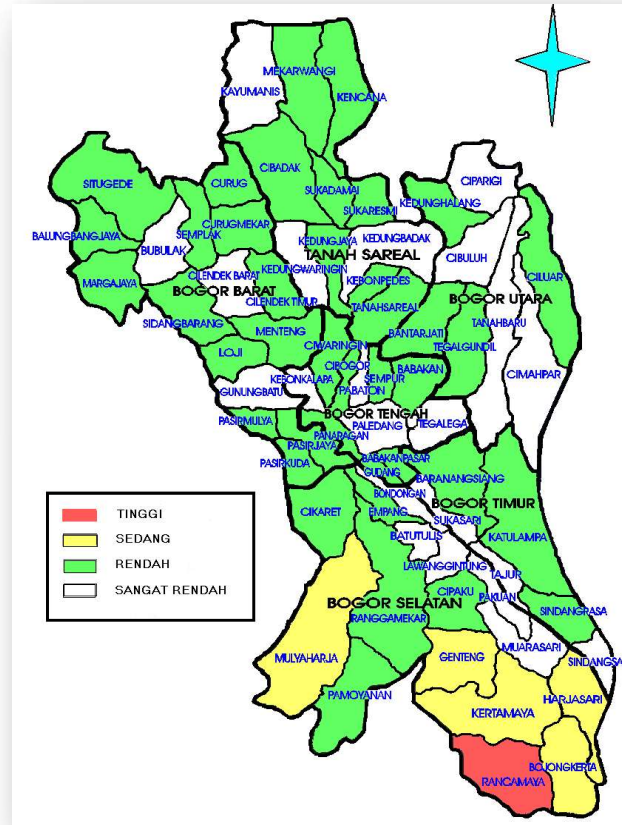 MEKARWANGI
KAYUMANIS
KENCANA
CIBADAK
CIPARIGI
SITUGEDE
CURUG
SUKADAMAI
KEDUNGHALANG
SUKARESMI
CURUGMEKAR
BALUNGBANGJAYA
SEMPLAK
KEDUNGJAYA
KEDUNGBADAK
BUBULAK
TANAH SAREAL
CIBULUH
KEDUNGWARINGIN
CILENDEK BARAT
KEBONPEDES
CILUAR
MARGAJAYA
BOGOR BARAT
BOGOR UTARA
CILENDEK TIMUR
TANAHSAREAL
SIDANGBARANG
TANAHBARU
MENTENG
BANTARJATI
CIWARINGIN
TEGALGUNDIL
LOJI
CIBOGOR
CIMAHPAR
BABAKAN
KEBONKALAPA
SEMPUR
GUNUNGBATU
PABATON
BOGOR TENGAH
PASIRMULYA
PALEDANG
TEGALEGA
PANARAGAN
PASIRJAYA
BABAKANPASAR
PASIRKUDA
GUDANG
BARANANGSIANG
BONDONGAN
BOGOR TIMUR
CIKARET
EMPANG
SUKASARI
BATUTULIS
KATULAMPA
LAWANGGINTUNG
TAJUR
CIPAKU
PAKUAN
BOGOR SELATAN
SINDANGRASA
RANGGAMEKAR
MUARASARI
MULYAHARJA
GENTENG
SINDANGSA
PAMOYANAN
HARJASARI
KERTAMAYA
BOJONGKERTA
RANCAMAYA
TINGGI
SEDANG
RENDAH
SANGAT RENDAH